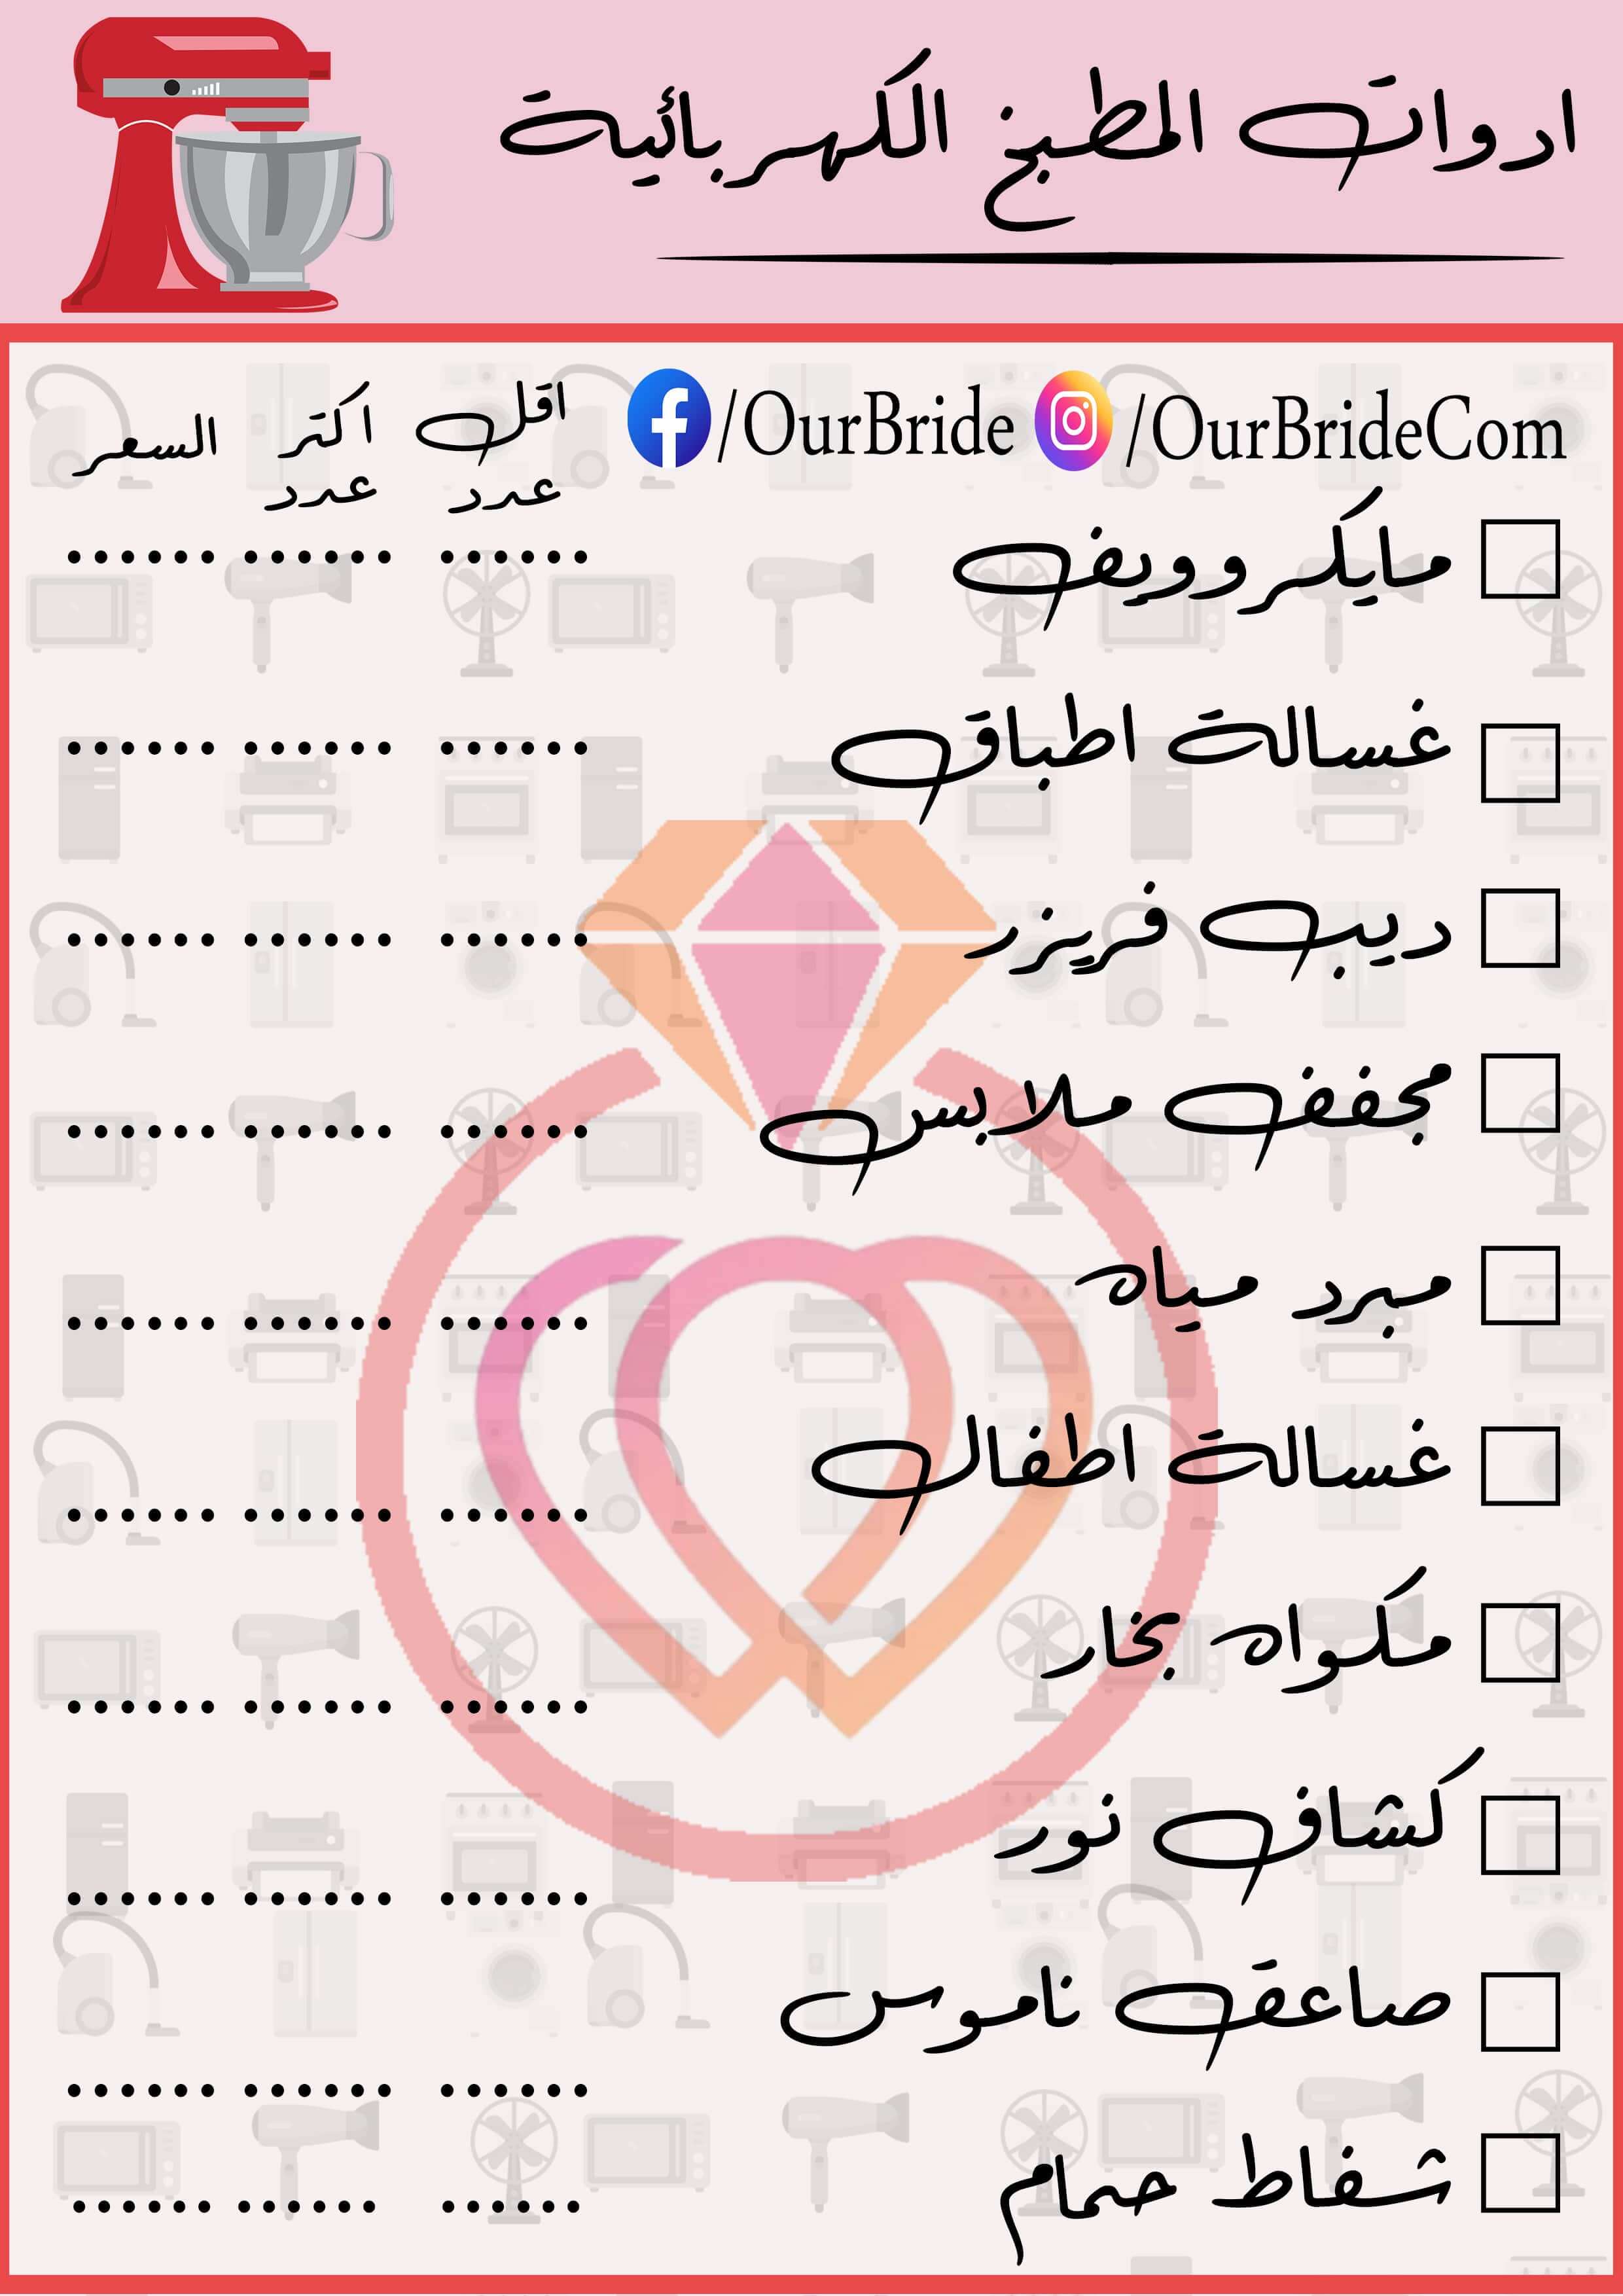 ادوات المطبخ الكهربائية
/OurBride /OurBrideCom
اقل عدد
اكتر عدد
السعر
مايكروويف ...... ...... ......
غسالة اطباق ...... ...... ......
ديب فريزر ...... ...... ......
مجفف ملابس ...... ...... ......
مبرد مياه ...... ...... ......
غسالة اطفال ...... ...... ......
مكواه بخار ...... ...... ......
كشاف نور ...... ...... ......
صاعق ناموس ...... ...... ......
شفاط حمام ...... ...... ......